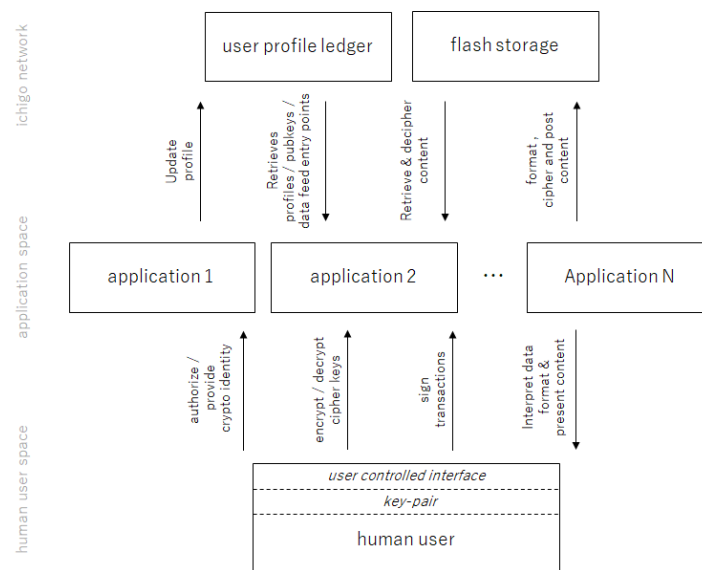 ichigo network
user profile ledger
flash storage
Update
profile
Retrieves
profiles / pubkeys /
data feed entry points
Retrieve & decipher
content
format ,
cipher and post
content
application space
application 1
application 2
...
Application N
authorize /
provide
crypto identity
encrypt / decrypt
cipher keys
sign
transactions
Interpret data
format &
present content
human user space
user controlled interface
key-pair
human user